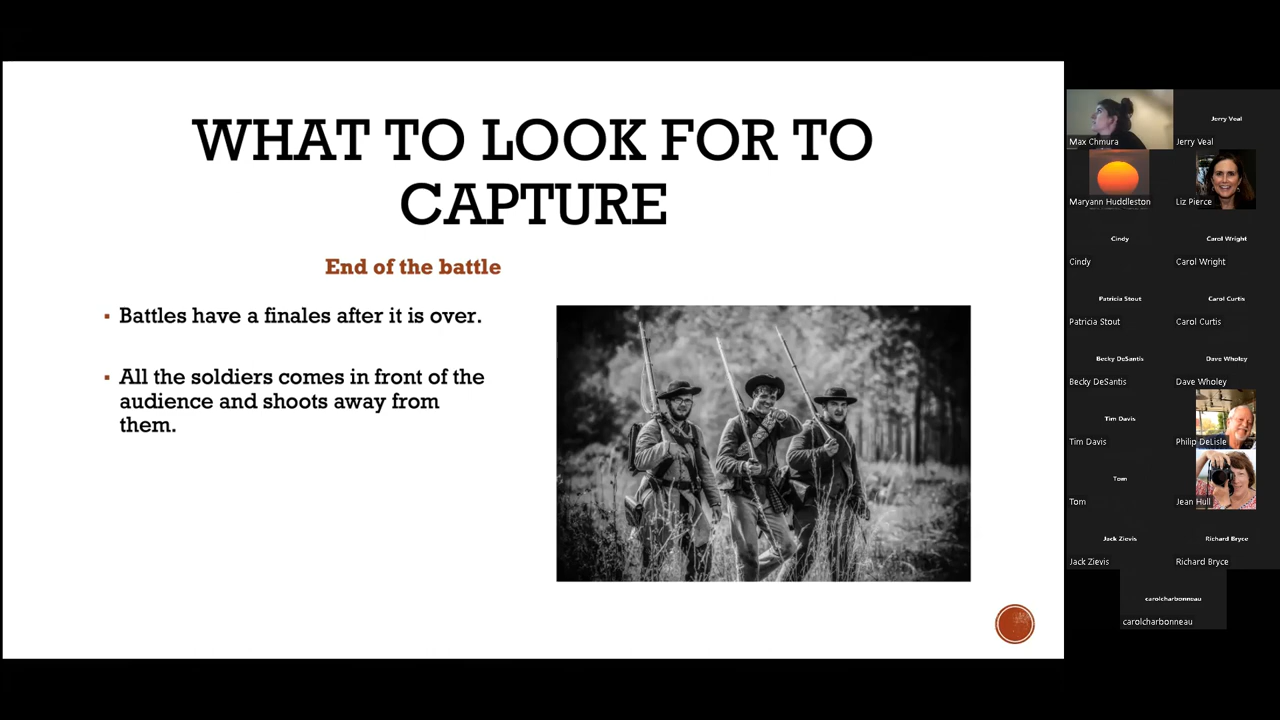 WHAT TO LOOK FOR TO
CAPTURE
End of the battle
▪ Battles have a finales after it is over.
▪ All the soldiers comes in front of the
audience and shoots away from
them.
Max Chmura
Jerry Veal
Jerry Veal
Maryann Huddleston
Liz Pierce
Cindy
Carol Wright
Cindy
Carol Wright
Patricia Stout
Carol Curtis
Patricia Stout
Carol Curtis
Becky DeSantis
Dave Wholey
Becky DeSantis
Dave Wholey
Tim Davis
Tim Davis
Philip DeLisle
Tom
Tom
Jean Hull
Jack Zievis
Richard Bryce
Jack Zievis
Richard Bryce
carolcharbonneau
carolcharbonneau